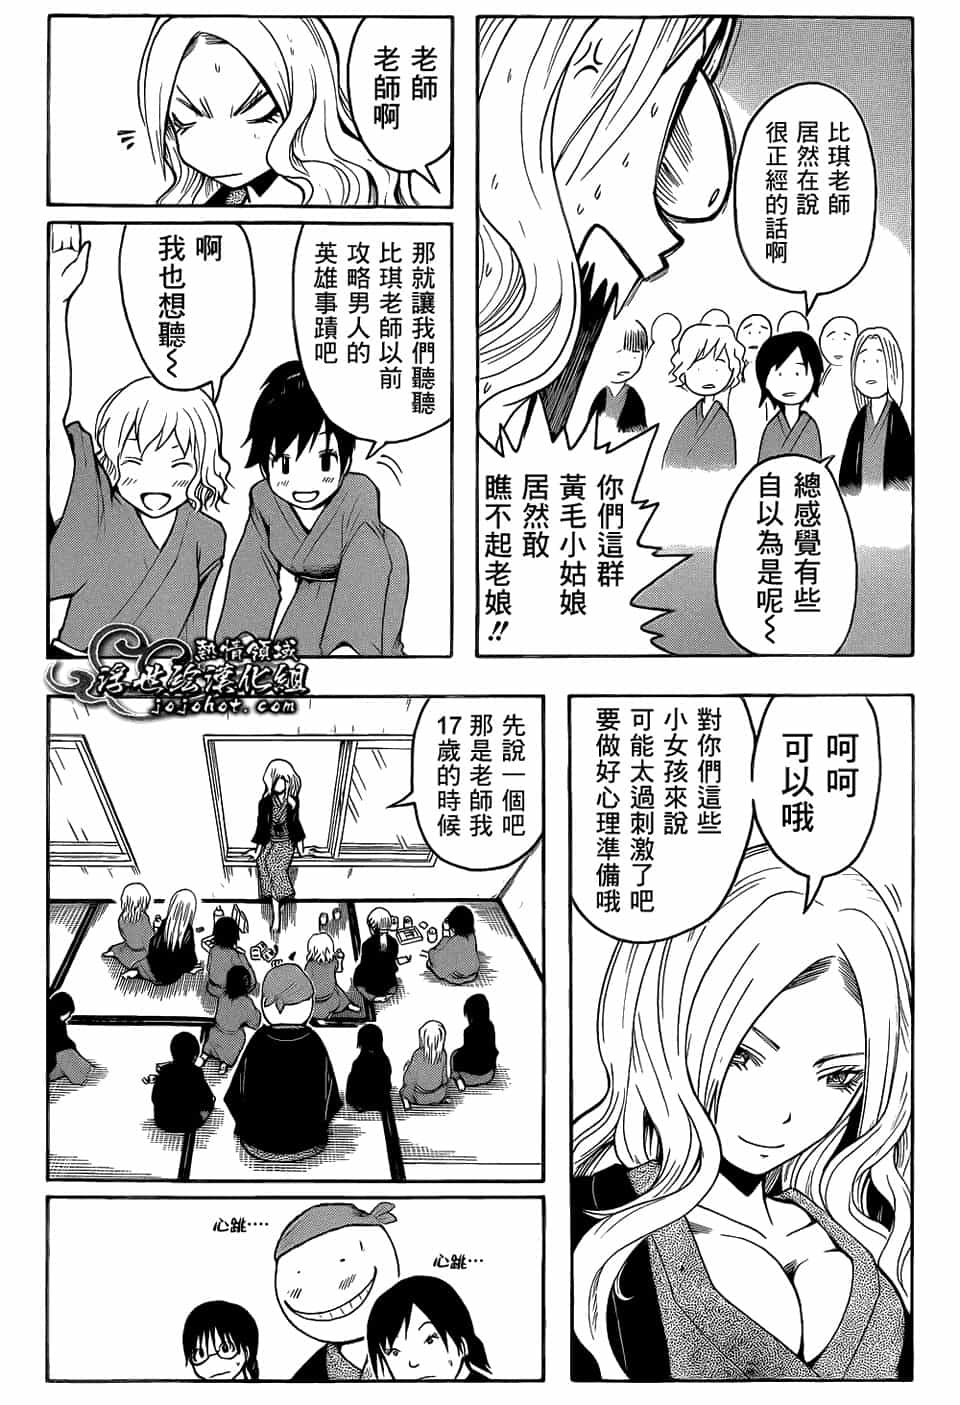 比琪老師
居然在說
很正經的話啊
總感覺有些
自以為是呢～
你們這群
黃毛小姑娘
居然敢
瞧不起老娘!!
老師
老師啊
那就讓我們聽聽
比琪老師以前
攻略男人的
英雄事蹟吧
啊
我也想聽～
熱情領域
浮世绘漢化組
jojohot.com
呵呵
可以哦
對你們這些
小女孩來說
可能太過刺激了吧
要做好心理準備哦
先說一個吧
那是老師我
17歲的時候
心跳····
心跳···